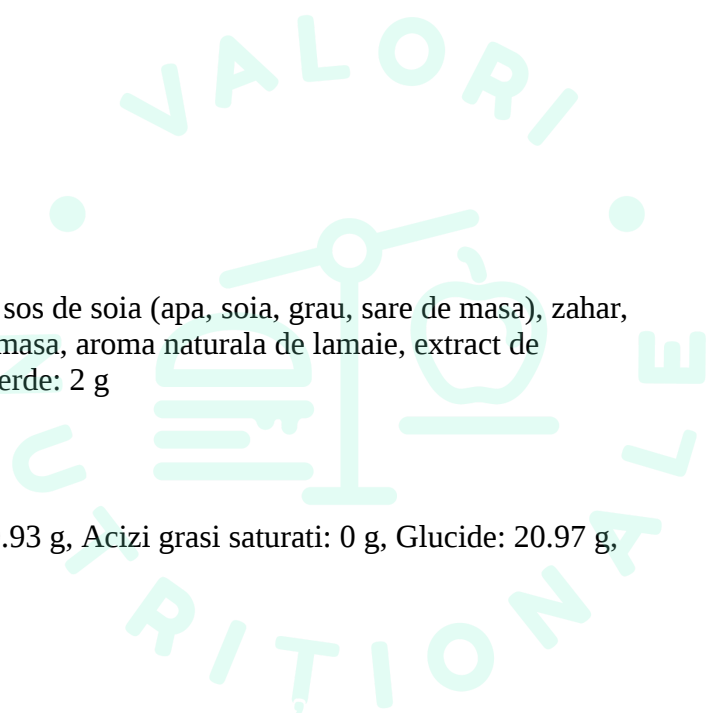 VALORI
sos de soia (apa, soia, grau, sare de masa), zahar,
masa, aroma naturala de lamaie, extract de
erde: 2 g
.93 g, Acizi grasi saturati: 0 g, Glucide: 20.97 g,
NUTRITIONALE